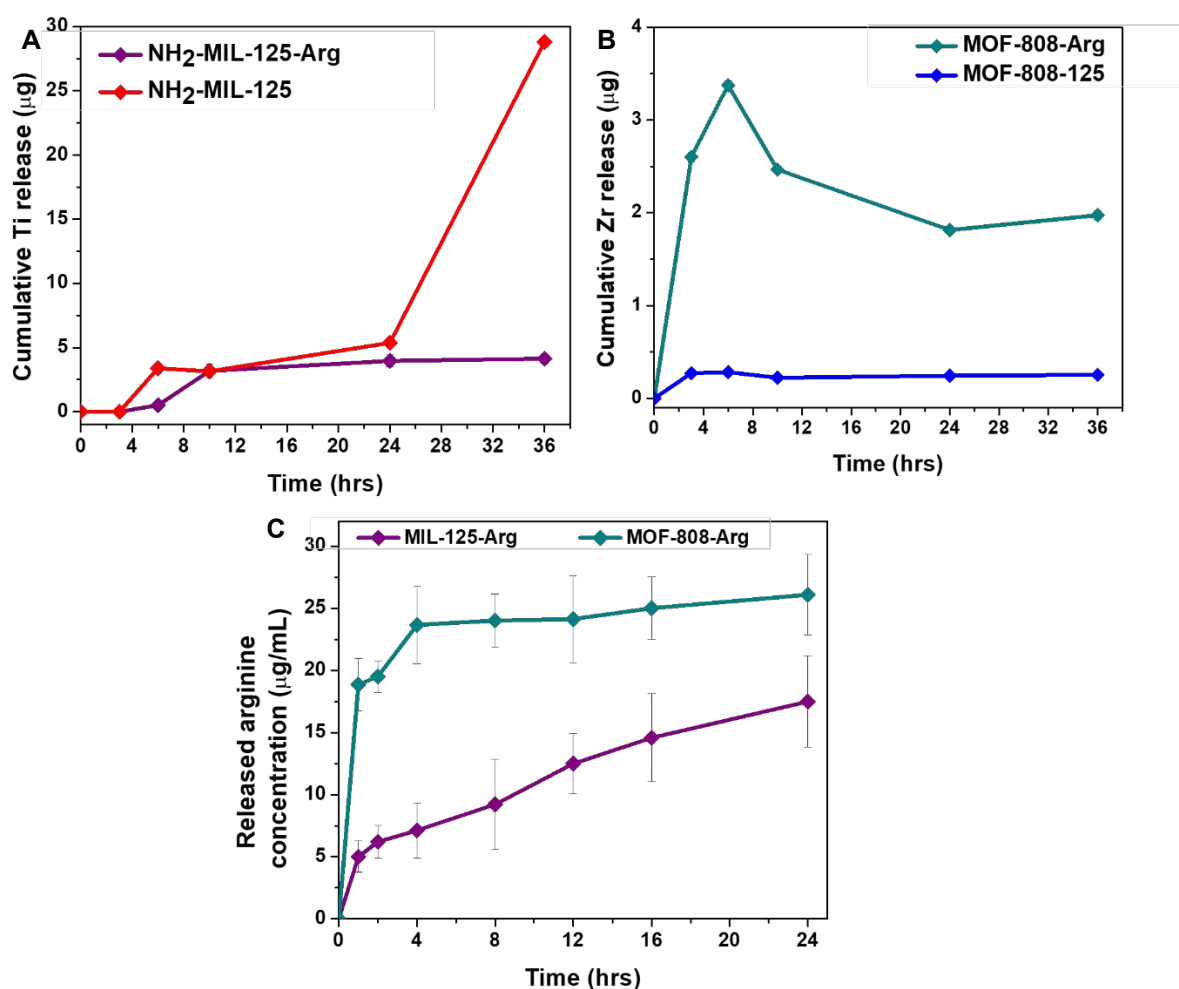 A
NH2-MIL-125-Arg
NH2-MIL-125
Cumulative Ti release (μg)
30
25
20
15
10
5
0
0 4 8 12 16 20 24 28 32 36
Time (hrs)
B
MOF-808-Arg
MOF-808-125
Cumulative Zr release (μg)
4
3
2
1
0
0 4 8 12 16 20 24 28 32 36
Time (hrs)
C
MIL-125-Arg MOF-808-Arg
Released arginine
concentration (μg/mL)
30
25
20
15
10
5
0
0 4 8 12 16 20 24
Time (hrs)